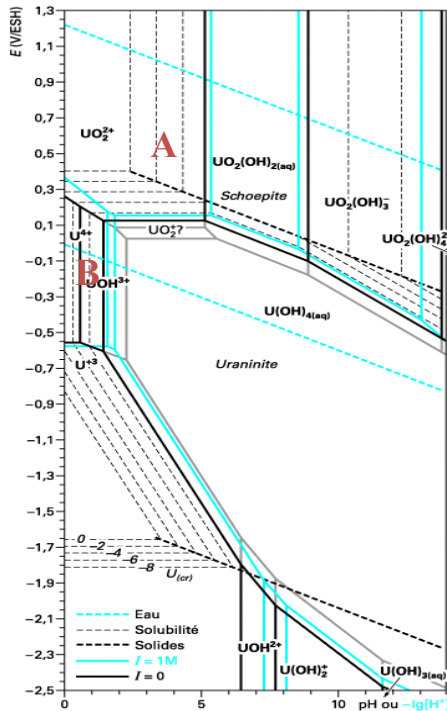 E (V/ESH)
1,3
1,1
0,9
0,7
0,5
0,3
0,1
−0,1
−0,3
−0,5
−0,7
−0,9
−1,1
−1,3
−1,5
−1,7
−1,9
−2,1
−2,3
−2,5
UO₂²⁺
A
UO₂(OH)₂(aq)
Schoepite
UO₂(OH)₃⁻
UO₂(OH)₄²
UO₂⁺?
U⁴⁺
B
UOH³⁺
U(OH)₄(aq)
Uraninite
U⁺³
0
−2
−4
−6
−8
U(cr)
UOH²⁺
U(OH)₂⁺
U(OH)₃(aq)
Eau
Solubilité
Solides
I = 1M
I = 0
0
5
10
pH ou −lg[H⁺